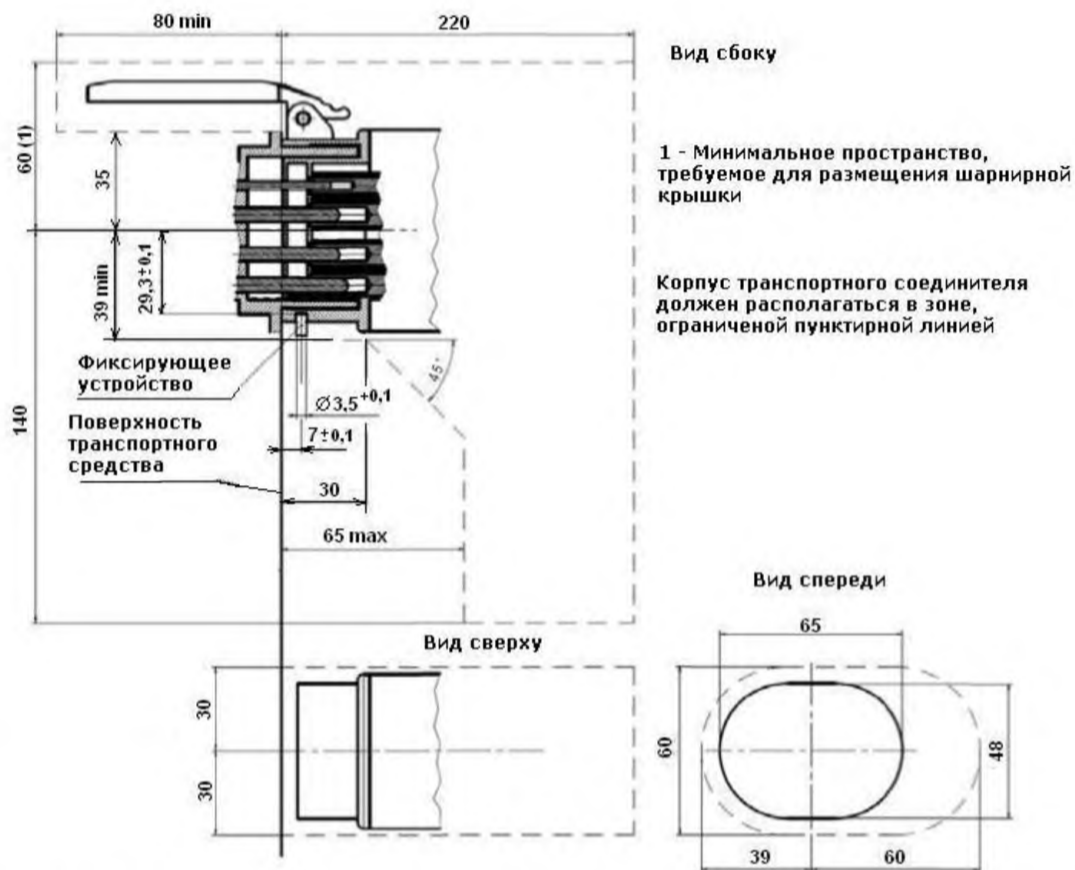 80 min
220
Вид сбоку
60 (1)
35
1 - Минимальное пространство,
требуемое для размещения шарнирной
крышки
39 min
29,3±0,1
Корпус транспортного соединителя
должен располагаться в зоне,
ограниченой пунктирной линией
Фиксирующее
устройство
45°
140
∅3,5+0,1
Поверхность
транспортного
средства
7±0,1
30
65 max
Вид спереди
Вид сверху
65
30
30
60
48
39
60